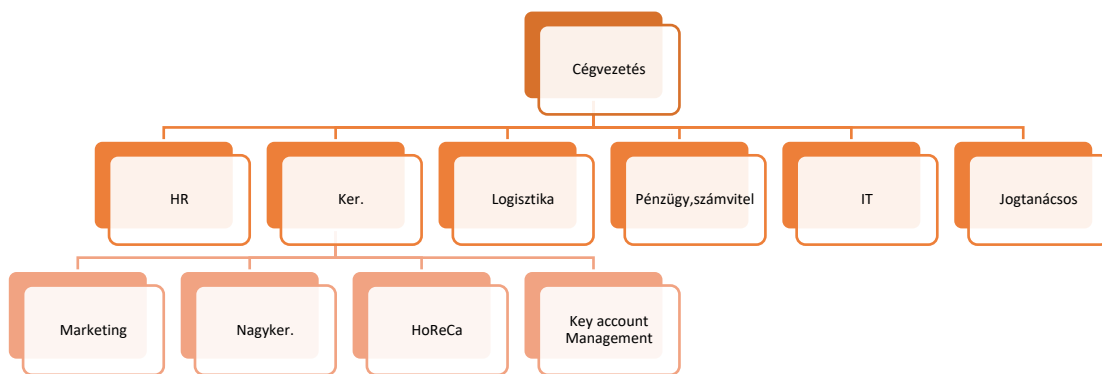 Cégvezetés
HR
Ker.
Logisztika
Pénzügy,számvitel
IT
Jogtanácsos
Marketing
Nagyker.
HoReCa
Key account
Management